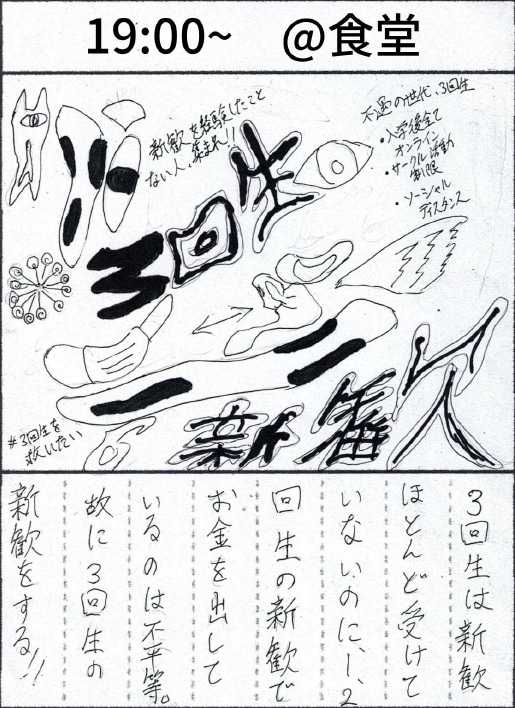 19:00~ @食堂
不遇の世代、3回生
・入学後全て
オンライン
・サークル活動
制限
・ソーシャル
ディスタンス
新歓を経験したこと
ない人、集まれ!!
3回生
新歓
#3回生を
救いたい
3回生は新歓
ほとんど受けて
いないのに、1、2
回生の新歓で
お金を出して
いるのは不平等。
故に3回生の
新歓をする!!